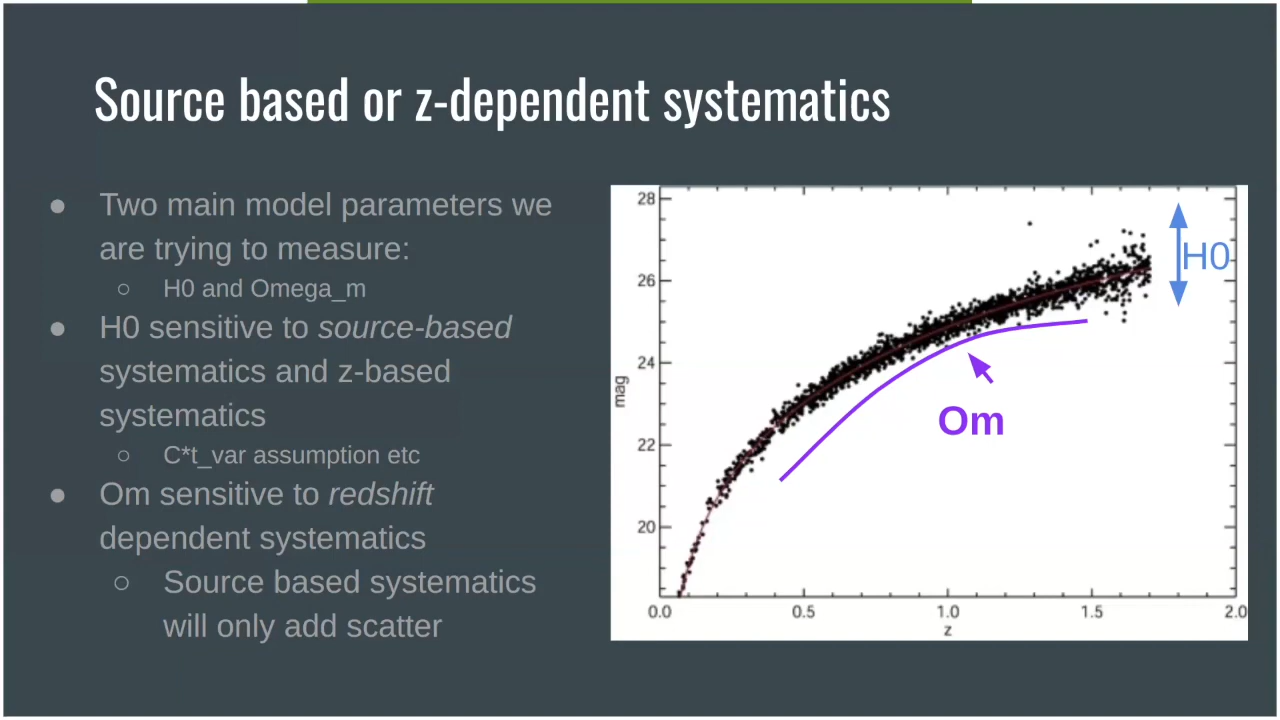 Source based or z-dependent systematics
● Two main model parameters we
are trying to measure:
○ H0 and Omega_m
● H0 sensitive to source-based
systematics and z-based
systematics
○ C*t_var assumption etc
● Om sensitive to redshift
dependent systematics
○ Source based systematics
will only add scatter
28
26
24
22
20
mag
H0
Om
0.0 0.5 1.0 1.5 2.0
z